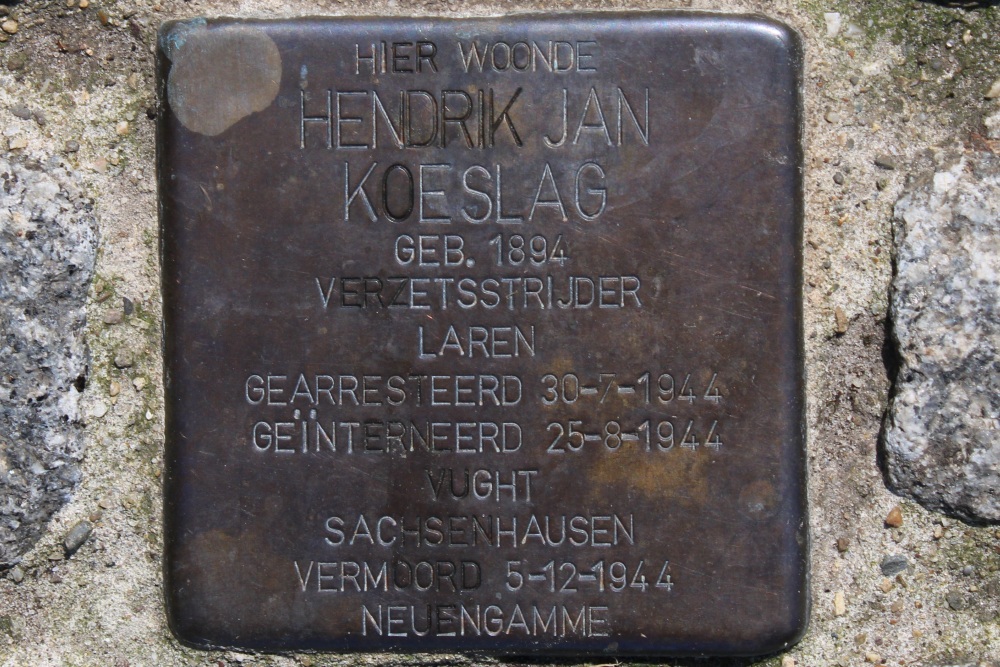 HIER WOONDE
HENDRIK JAN
KOESLAG
GEB. 1894
VERZETSSTRIJDER
LAREN
GEARRESTEERD 30-7-1944
GEÏNTERNEERD 25-8-1944
VUGHT
SACHSENHAUSEN
VERMOORD 5-12-1944
NEUENGAMME